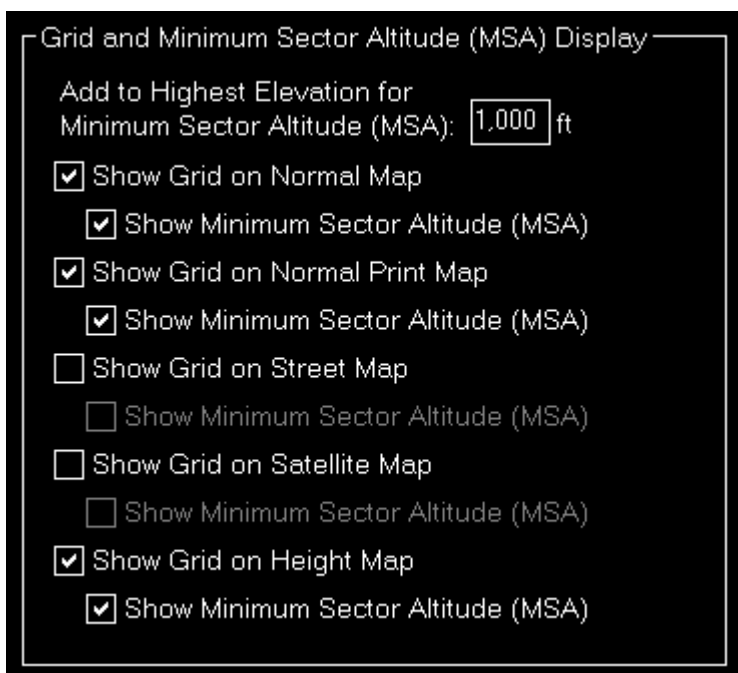 Grid and Minimum Sector Altitude (MSA) Display
Add to Highest Elevation for
Minimum Sector Altitude (MSA): 1,000 ft
Show Grid on Normal Map
Show Minimum Sector Altitude (MSA)
Show Grid on Normal Print Map
Show Minimum Sector Altitude (MSA)
Show Grid on Street Map
Show Minimum Sector Altitude (MSA)
Show Grid on Satellite Map
Show Minimum Sector Altitude (MSA)
Show Grid on Height Map
Show Minimum Sector Altitude (MSA)